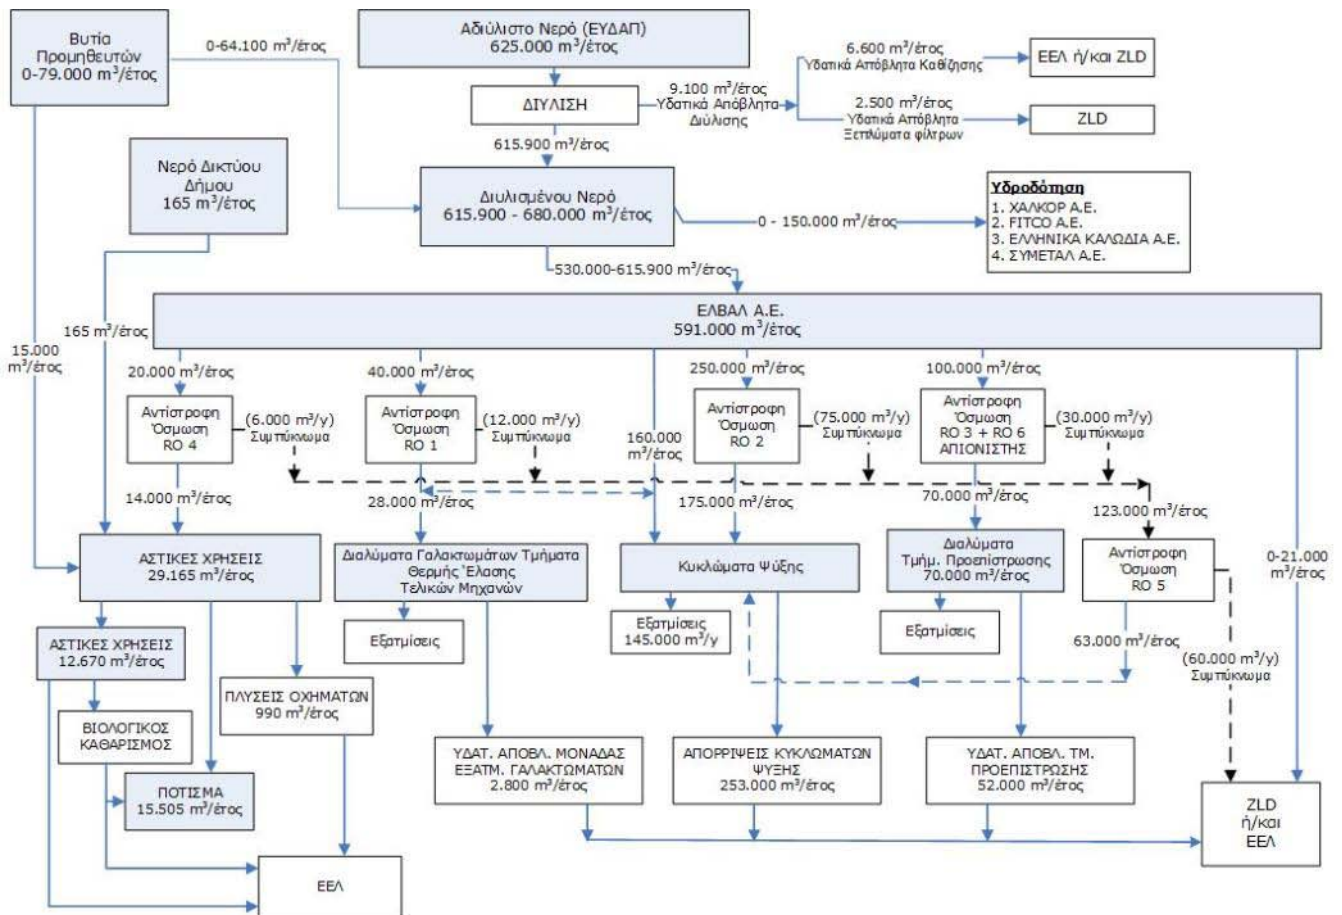 Βυτία
Προμηθευτών
0-79.000 m³/έτος
0-64.100 m³/έτος
Αδιύλιστο Νερό (ΕΥΔΑΠ)
625.000 m³/έτος
6.600 m³/έτος
Υδατικά Απόβλητα Καθίζησης
ΕΕΛ ή/και ZLD
ΔΙΥΛΙΣΗ
9.100 m³/έτος
Υδατικά Απόβλητα
Διύλισης
2.500 m³/έτος
Υδατικά Απόβλητα
Ξεπλύματα φίλτρων
ZLD
615.900 m³/έτος
Νερό Δικτύου
Δήμου
165 m³/έτος
Διυλισμένου Νερό
615.900 - 680.000 m³/έτος
0 - 150.000 m³/έτος
Υδροδότηση
1. ΧΑΛΚΟΡ Α.Ε.
2. FITCO Α.Ε.
3. ΕΛΛΗΝΙΚΑ ΚΑΛΩΔΙΑ Α.Ε.
4. ΣΥΜΕΤΑΛ Α.Ε.
530.000-615.900 m³/έτος
ΕΛΒΑΛ Α.Ε.
591.000 m³/έτος
15.000
m³/έτος
165 m³/έτος
20.000 m³/έτος
40.000 m³/έτος
250.000 m³/έτος
100.000 m³/έτος
Αντίστροφη
Όσμωση
RO 4
(6.000 m³/y)
Συμπύκνωμα
Αντίστροφη
Όσμωση
RO 1
(12.000 m³/y)
Συμπύκνωμα
160.000
m³/έτος
Αντίστροφη
Όσμωση
RO 2
(75.000 m³/y)
Συμπύκνωμα
Αντίστροφη
Όσμωση
RO 3 + RO 6
ΑΠΙΟΝΙΣΤΗΣ
(30.000 m³/y)
Συμπύκνωμα
14.000 m³/έτος
28.000 m³/έτος
175.000 m³/έτος
70.000 m³/έτος
123.000 m³/έτος
0-21.000
m³/έτος
ΑΣΤΙΚΕΣ ΧΡΗΣΕΙΣ
29.165 m³/έτος
Διαλύματα Γαλακτωμάτων Τμήματα
Θερμής Έλασης
Τελικών Μηχανών
Κυκλώματα Ψύξης
Διαλύματα
Τμήμ. Προεπίστρωσης
70.000 m³/έτος
Αντίστροφη
Όσμωση
RO 5
Εξατμίσεις
Εξατμίσεις
145.000 m³/y
Εξατμίσεις
63.000 m³/έτος
(60.000 m³/y)
Συμπύκνωμα
ΑΣΤΙΚΕΣ ΧΡΗΣΕΙΣ
12.670 m³/έτος
ΠΛΥΣΕΙΣ ΟΧΗΜΑΤΩΝ
990 m³/έτος
ΒΙΟΛΟΓΙΚΟΣ
ΚΑΘΑΡΙΣΜΟΣ
ΠΟΤΙΣΜΑ
15.505 m³/έτος
ΥΔΑΤ. ΑΠΟΒΛ. ΜΟΝΑΔΑΣ
ΕΞΑΤΜ. ΓΑΛΑΚΤΩΜΑΤΩΝ
2.800 m³/έτος
ΑΠΟΡΡΙΨΕΙΣ ΚΥΚΛΩΜΑΤΩΝ
ΨΥΞΗΣ
253.000 m³/έτος
ΥΔΑΤ. ΑΠΟΒΛ. ΤΜ.
ΠΡΟΕΠΙΣΤΡΩΣΗΣ
52.000 m³/έτος
ZLD
ή/και
ΕΕΛ
ΕΕΛ